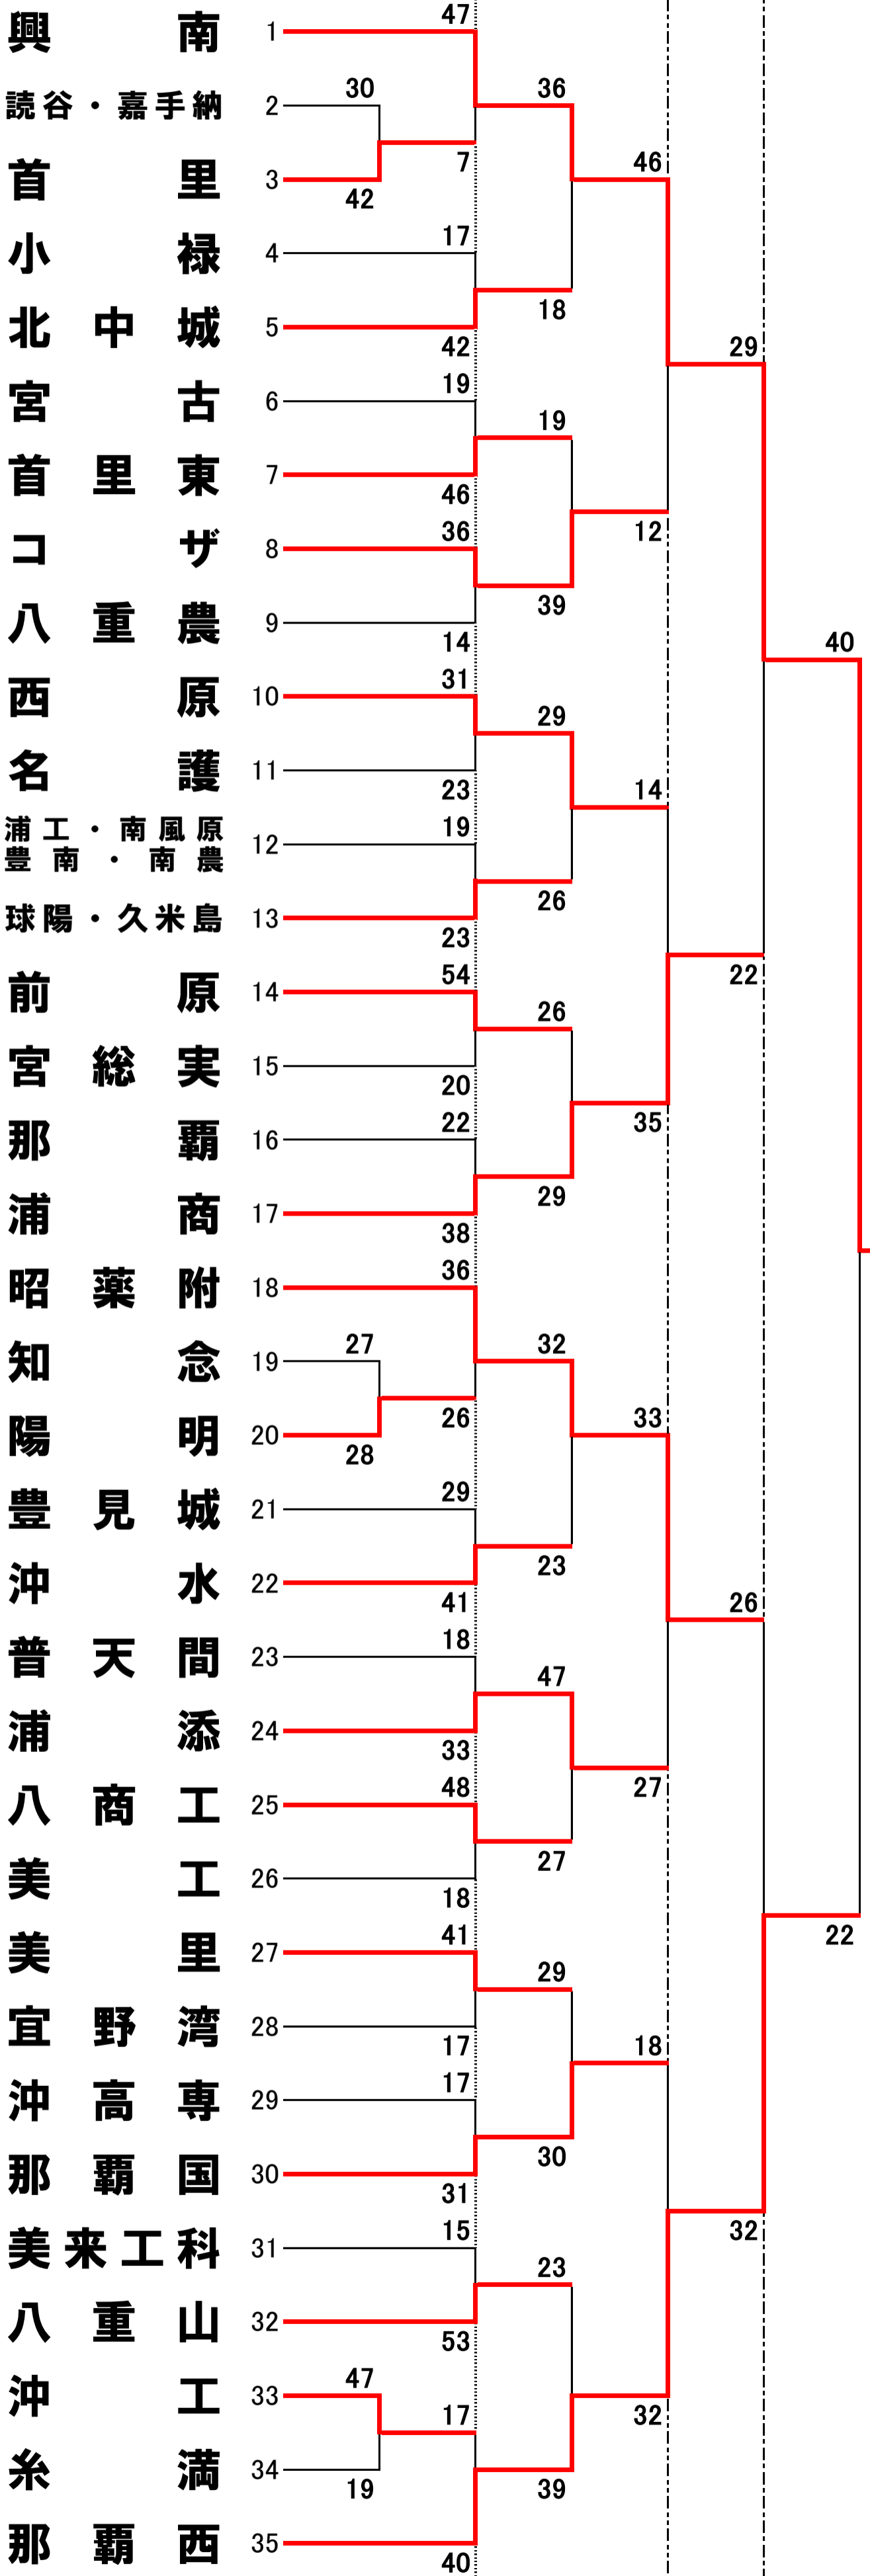 47
興南 1
30 36
読谷・嘉手納 2
7 46
首里 3
42
17
小禄 4
18
北中城 5
42 29
19
宮古 6
19
首里東 7
46
36 12
コザ 8
39
八重農 9
14 40
31
西原 10
29
名護 11
23 14
19
浦工・南風原
豊南・南農 12
26
球陽・久米島 13
23
54 22
前原 14
26
宮総実 15
20
22 35
那覇 16
29
浦商 17
38
36
昭薬附 18
27 32
知念 19
26 33
陽明 20
28
29
豊見城 21
23
沖水 22
41 26
18
普天間 23
47
浦添 24
33
48 27
八商工 25
27
美工 26
18
41 22
美里 27
29
宜野湾 28
17 18
17
沖高専 29
30
那覇国 30
31
15 32
美来工科 31
23
八重山 32
53
47
沖工 33
17 32
糸満 34
19 39
那覇西 35
40